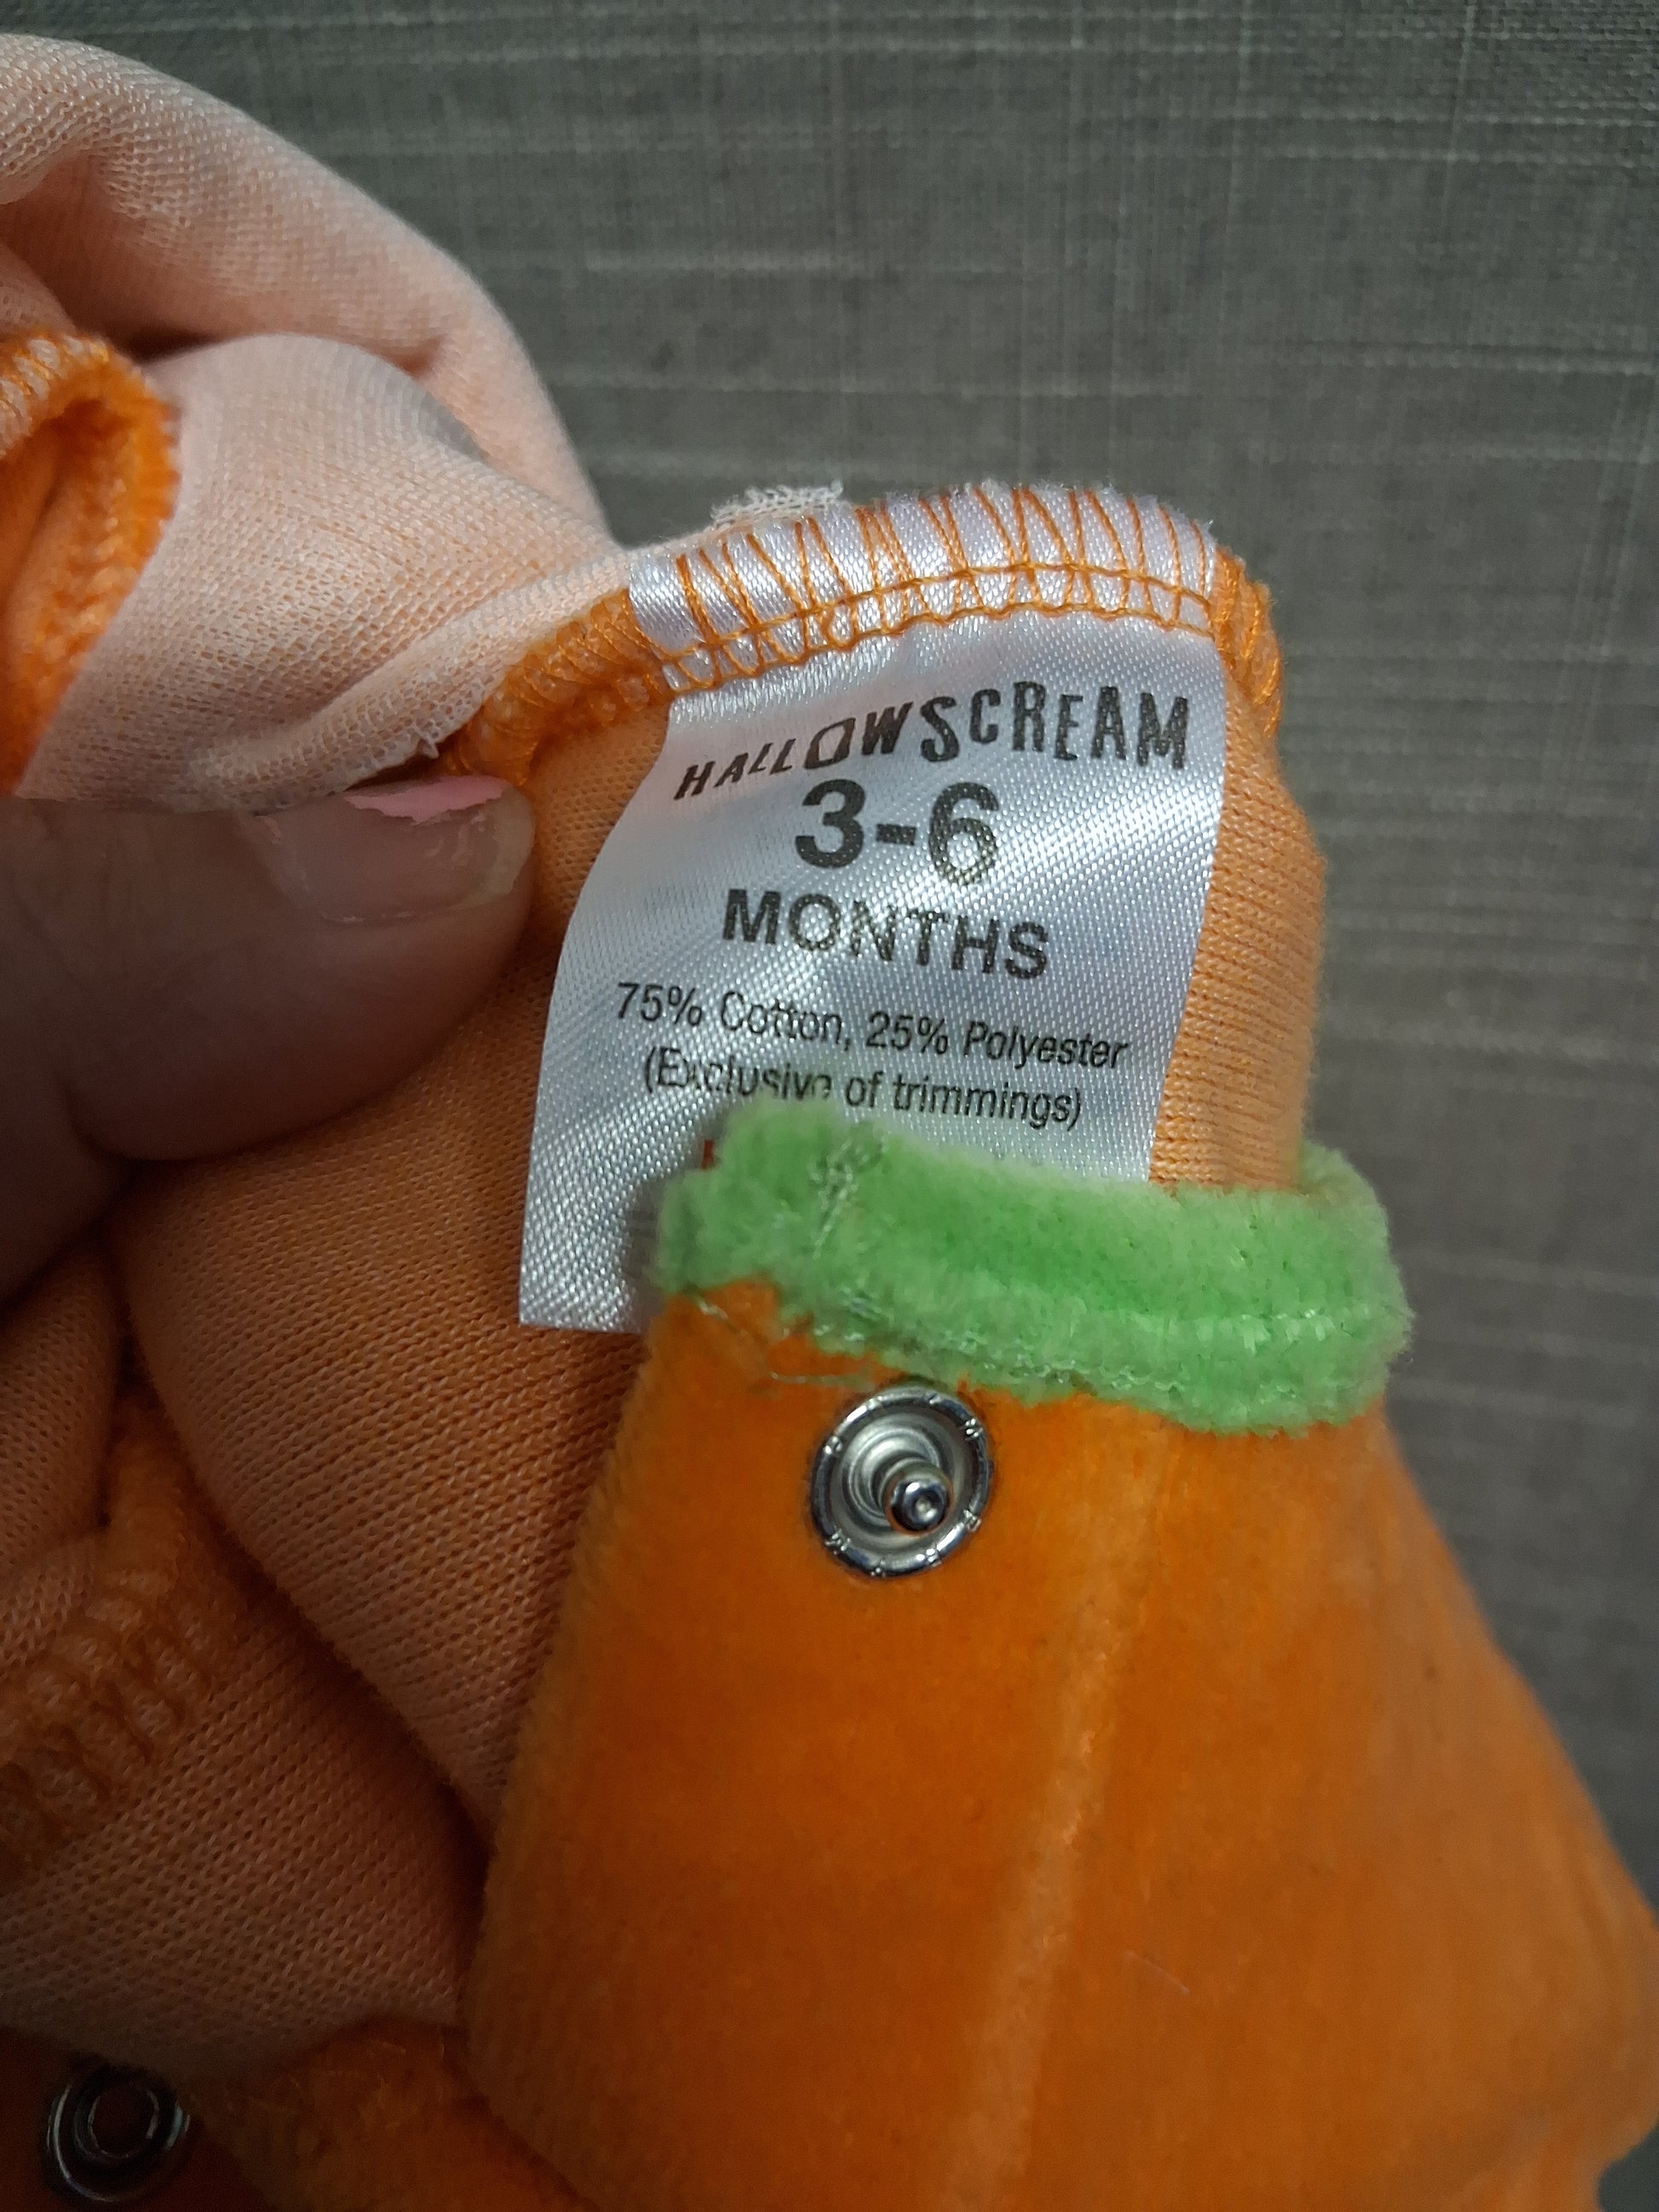 HALLOWSCREAM
3-6
MONTHS
75% Cotton, 25% Polyester
(Exclusive of trimmings)